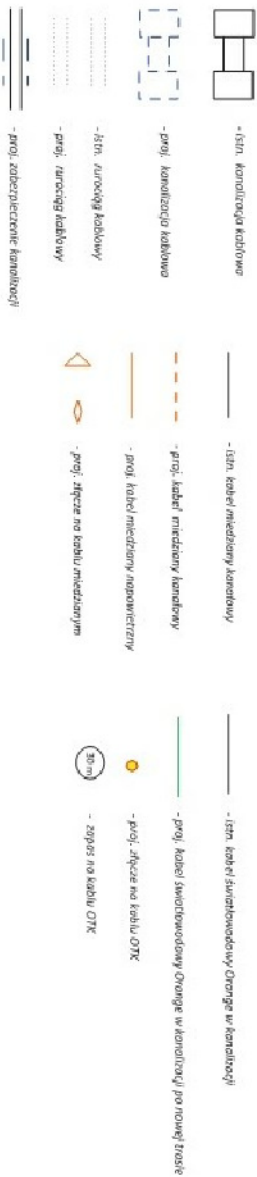 - istn. kanalizacja kablowa
- proj. kanalizacja kablowa
- istn. rurociąg kablowy
- proj. rurociąg kablowy
- proj. zabezpieczenie kanalizacji
- istn. kabel miedziany kanałowy
- proj. kabel miedziany kanałowy
- proj. kabel miedziany napowietrzny
- proj. złącze na kablu miedzianym
- istn. kabel światłowodowy Orange w kanalizacji
- proj. kabel światłowodowy Orange w kanalizacji po nowej trasie
- proj. złącze na kablu OTK
30 m
- zapas na kablu OTK